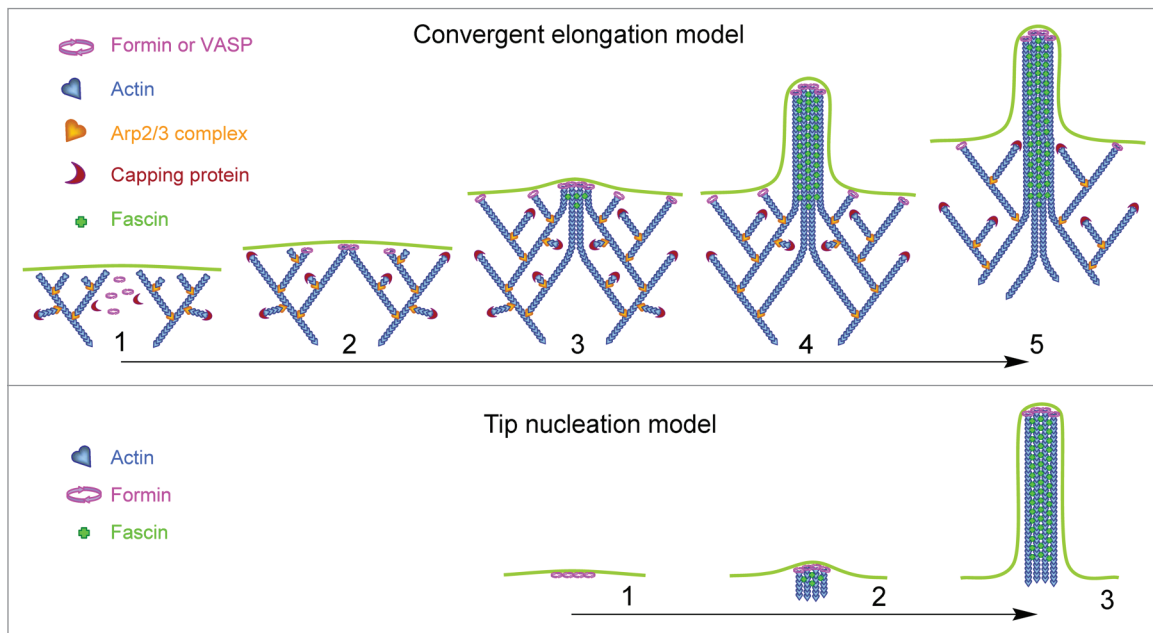 Convergent elongation model
Formin or VASP
Actin
Arp2/3 complex
Capping protein
Fascin
1
2
3
4
5
Tip nucleation model
Actin
Formin
Fascin
1
2
3